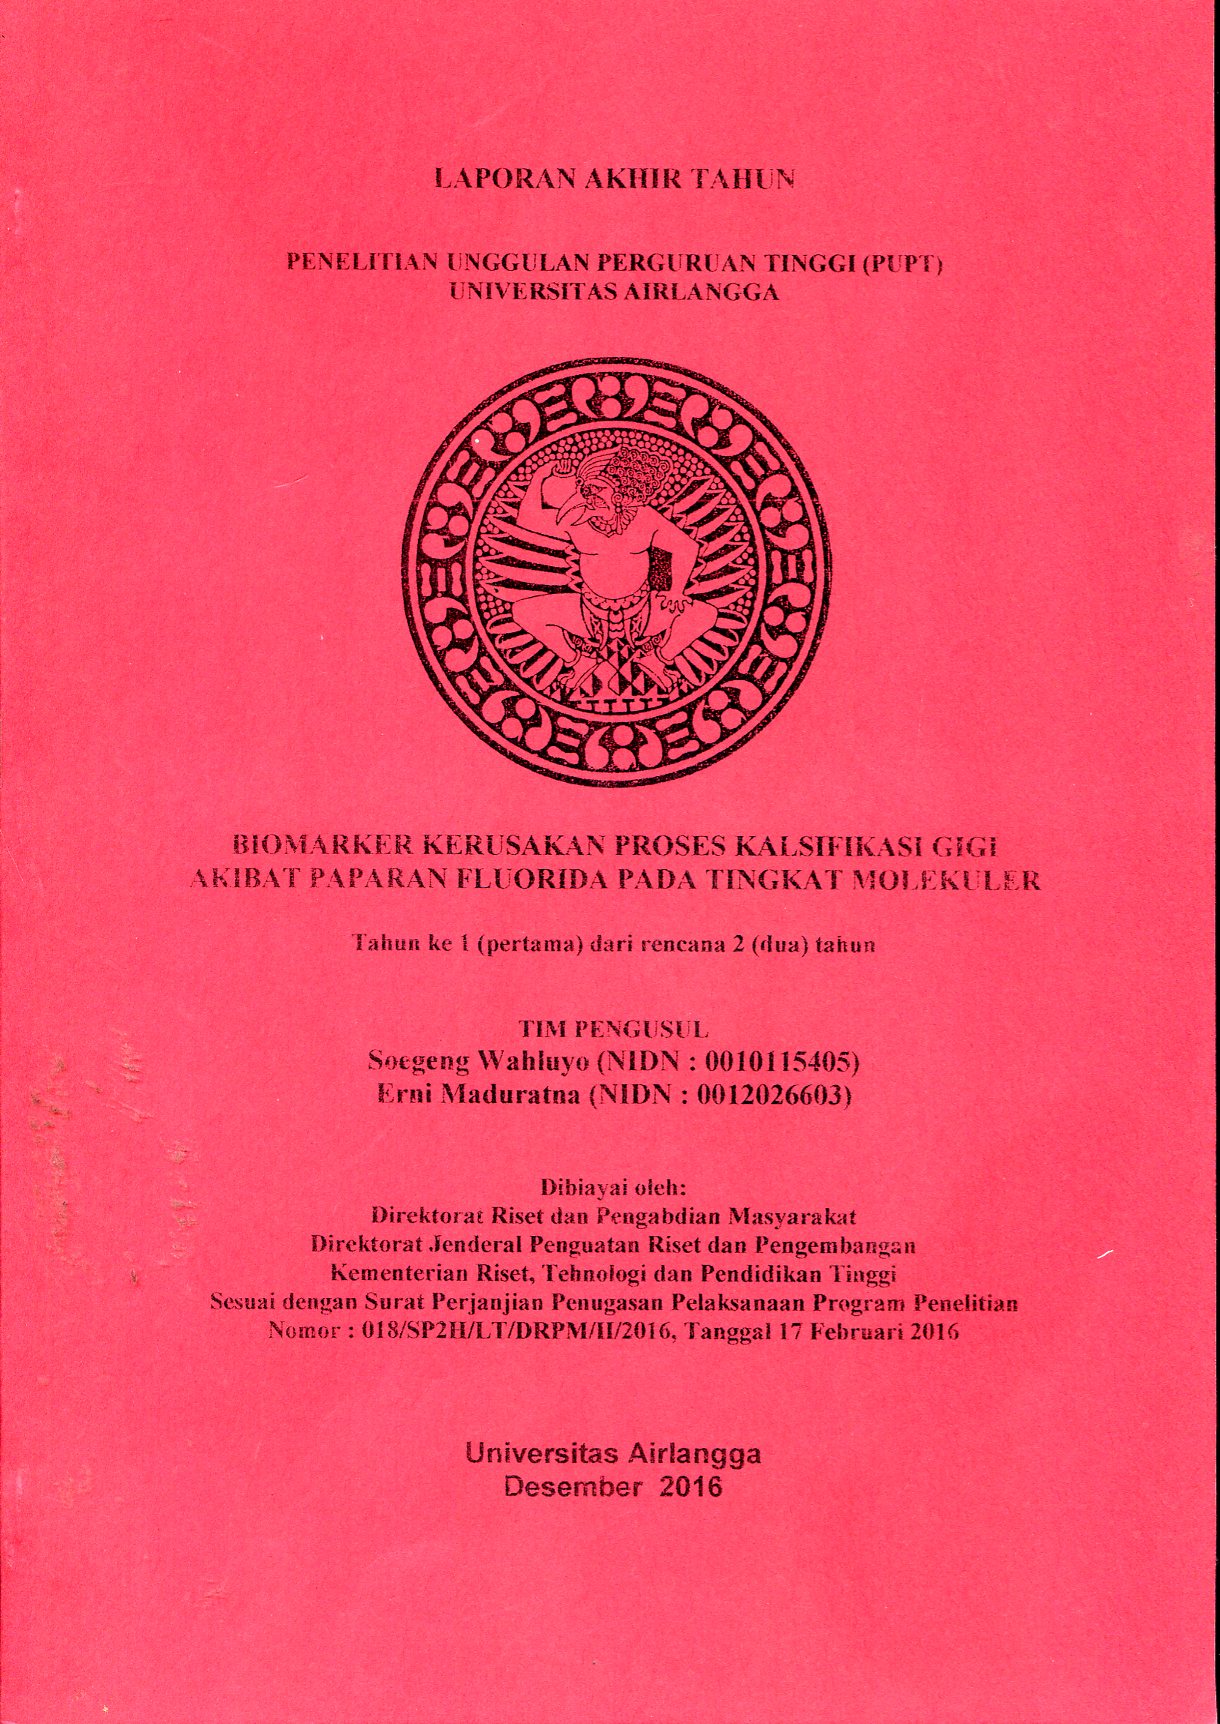 LAPORAN AKHIR TAHUN
PENELITIAN UNGGULAN PERGURUAN TINGGI (PUPT)
UNIVERSITAS AIRLANGGA
BIOMARKER KERUSAKAN PROSES KALSIFIKASI GIGI
AKIBAT PAPARAN FLUORIDA PADA TINGKAT MOLEKULER
Tahun ke 1 (pertama) dari rencana 2 (dua) tahun
TIM PENGUSUL
Soegeng Wahluyo (NIDN : 0010115405)
Erni Maduratna (NIDN : 0012026603)
Dibiayai oleh:
Direktorat Riset dan Pengabdian Masyarakat
Direktorat Jenderal Penguatan Riset dan Pengembangan
Kementerian Riset, Tehnologi dan Pendidikan Tinggi
Sesuai dengan Surat Perjanjian Penugasan Pelaksanaan Program Penelitian
Nomor : 018/SP2H/LT/DRPM/II/2016, Tanggal 17 Februari 2016
Universitas Airlangga
Desember 2016